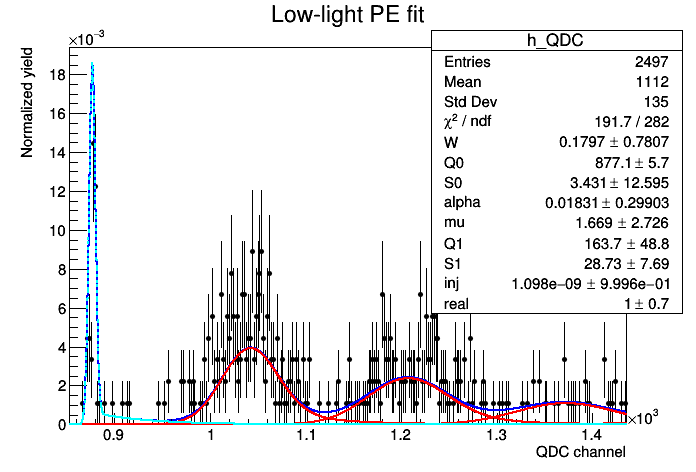 Low-light PE fit
×10⁻³
Normalized yield
18
16
14
12
10
8
6
4
2
0
h_QDC
Entries 2497
Mean 1112
Std Dev 135
χ² / ndf 191.7 / 282
W 0.1797 ± 0.7807
Q0 877.1 ± 5.7
S0 3.431 ± 12.595
alpha 0.01831 ± 0.29903
mu 1.669 ± 2.726
Q1 163.7 ± 48.8
S1 28.73 ± 7.69
inj 1.098e−09 ± 9.996e−01
real 1 ± 0.7
0.9 1 1.1 1.2 1.3 1.4 ×10³
QDC channel